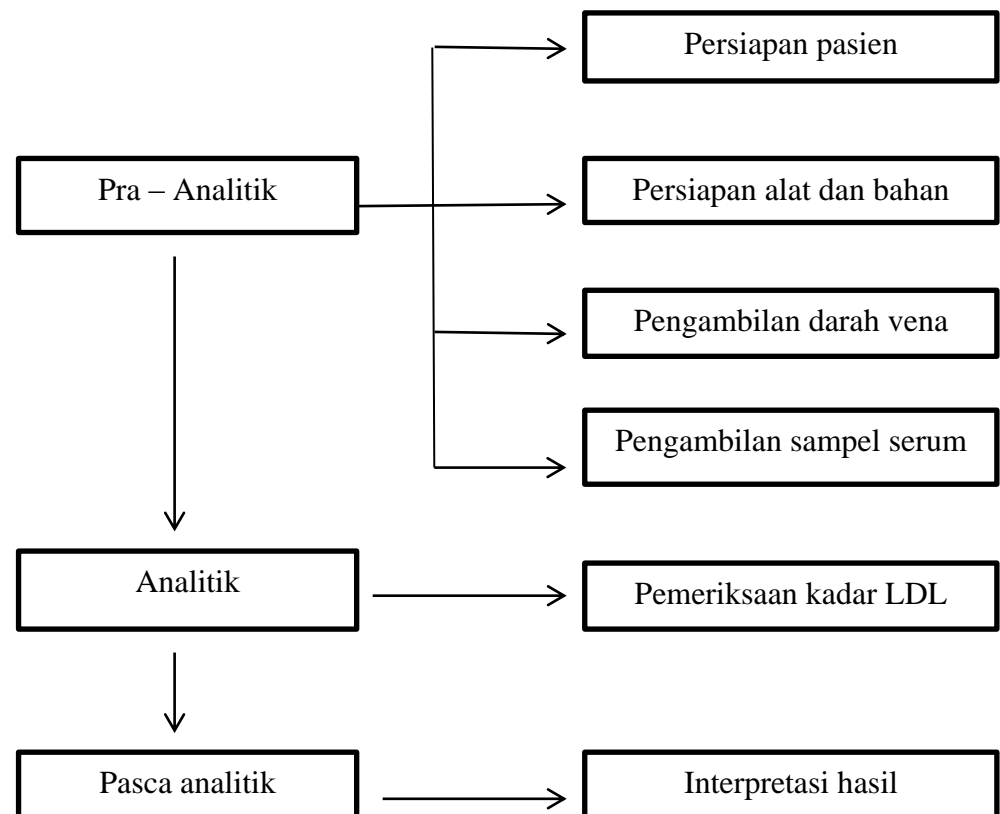 Persiapan pasien
Pra – Analitik
Persiapan alat dan bahan
Pengambilan darah vena
Pengambilan sampel serum
Analitik
Pemeriksaan kadar LDL
Pasca analitik
Interpretasi hasil